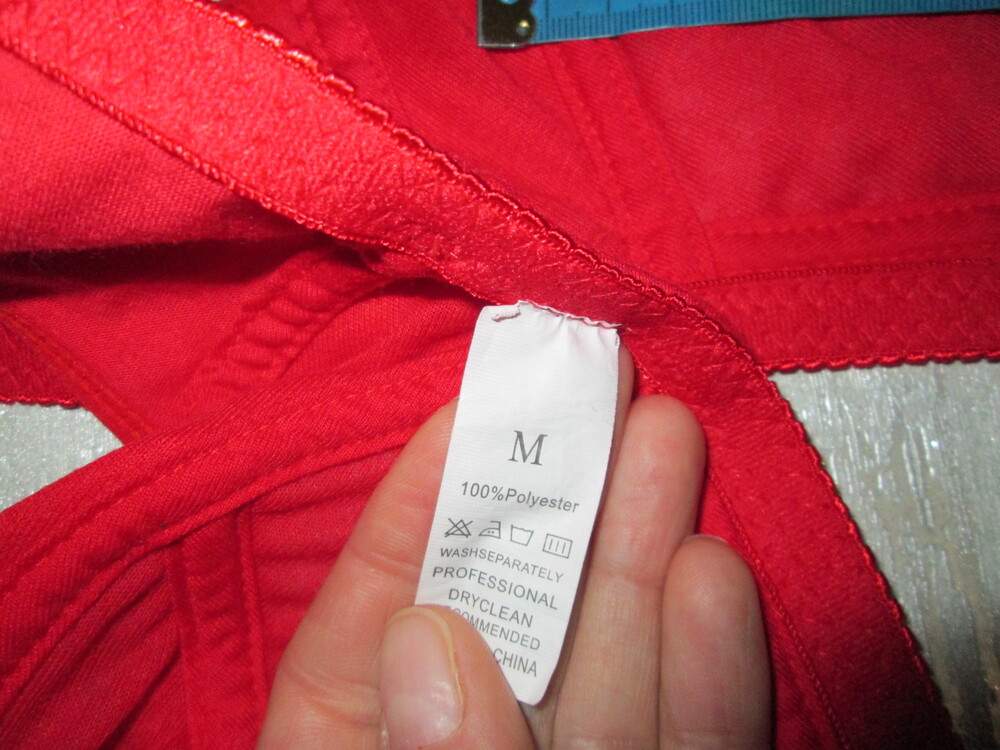 M
100%Polyester
WASHSEPARATELY
PROFESSIONAL
DRYCLEAN
CHINA